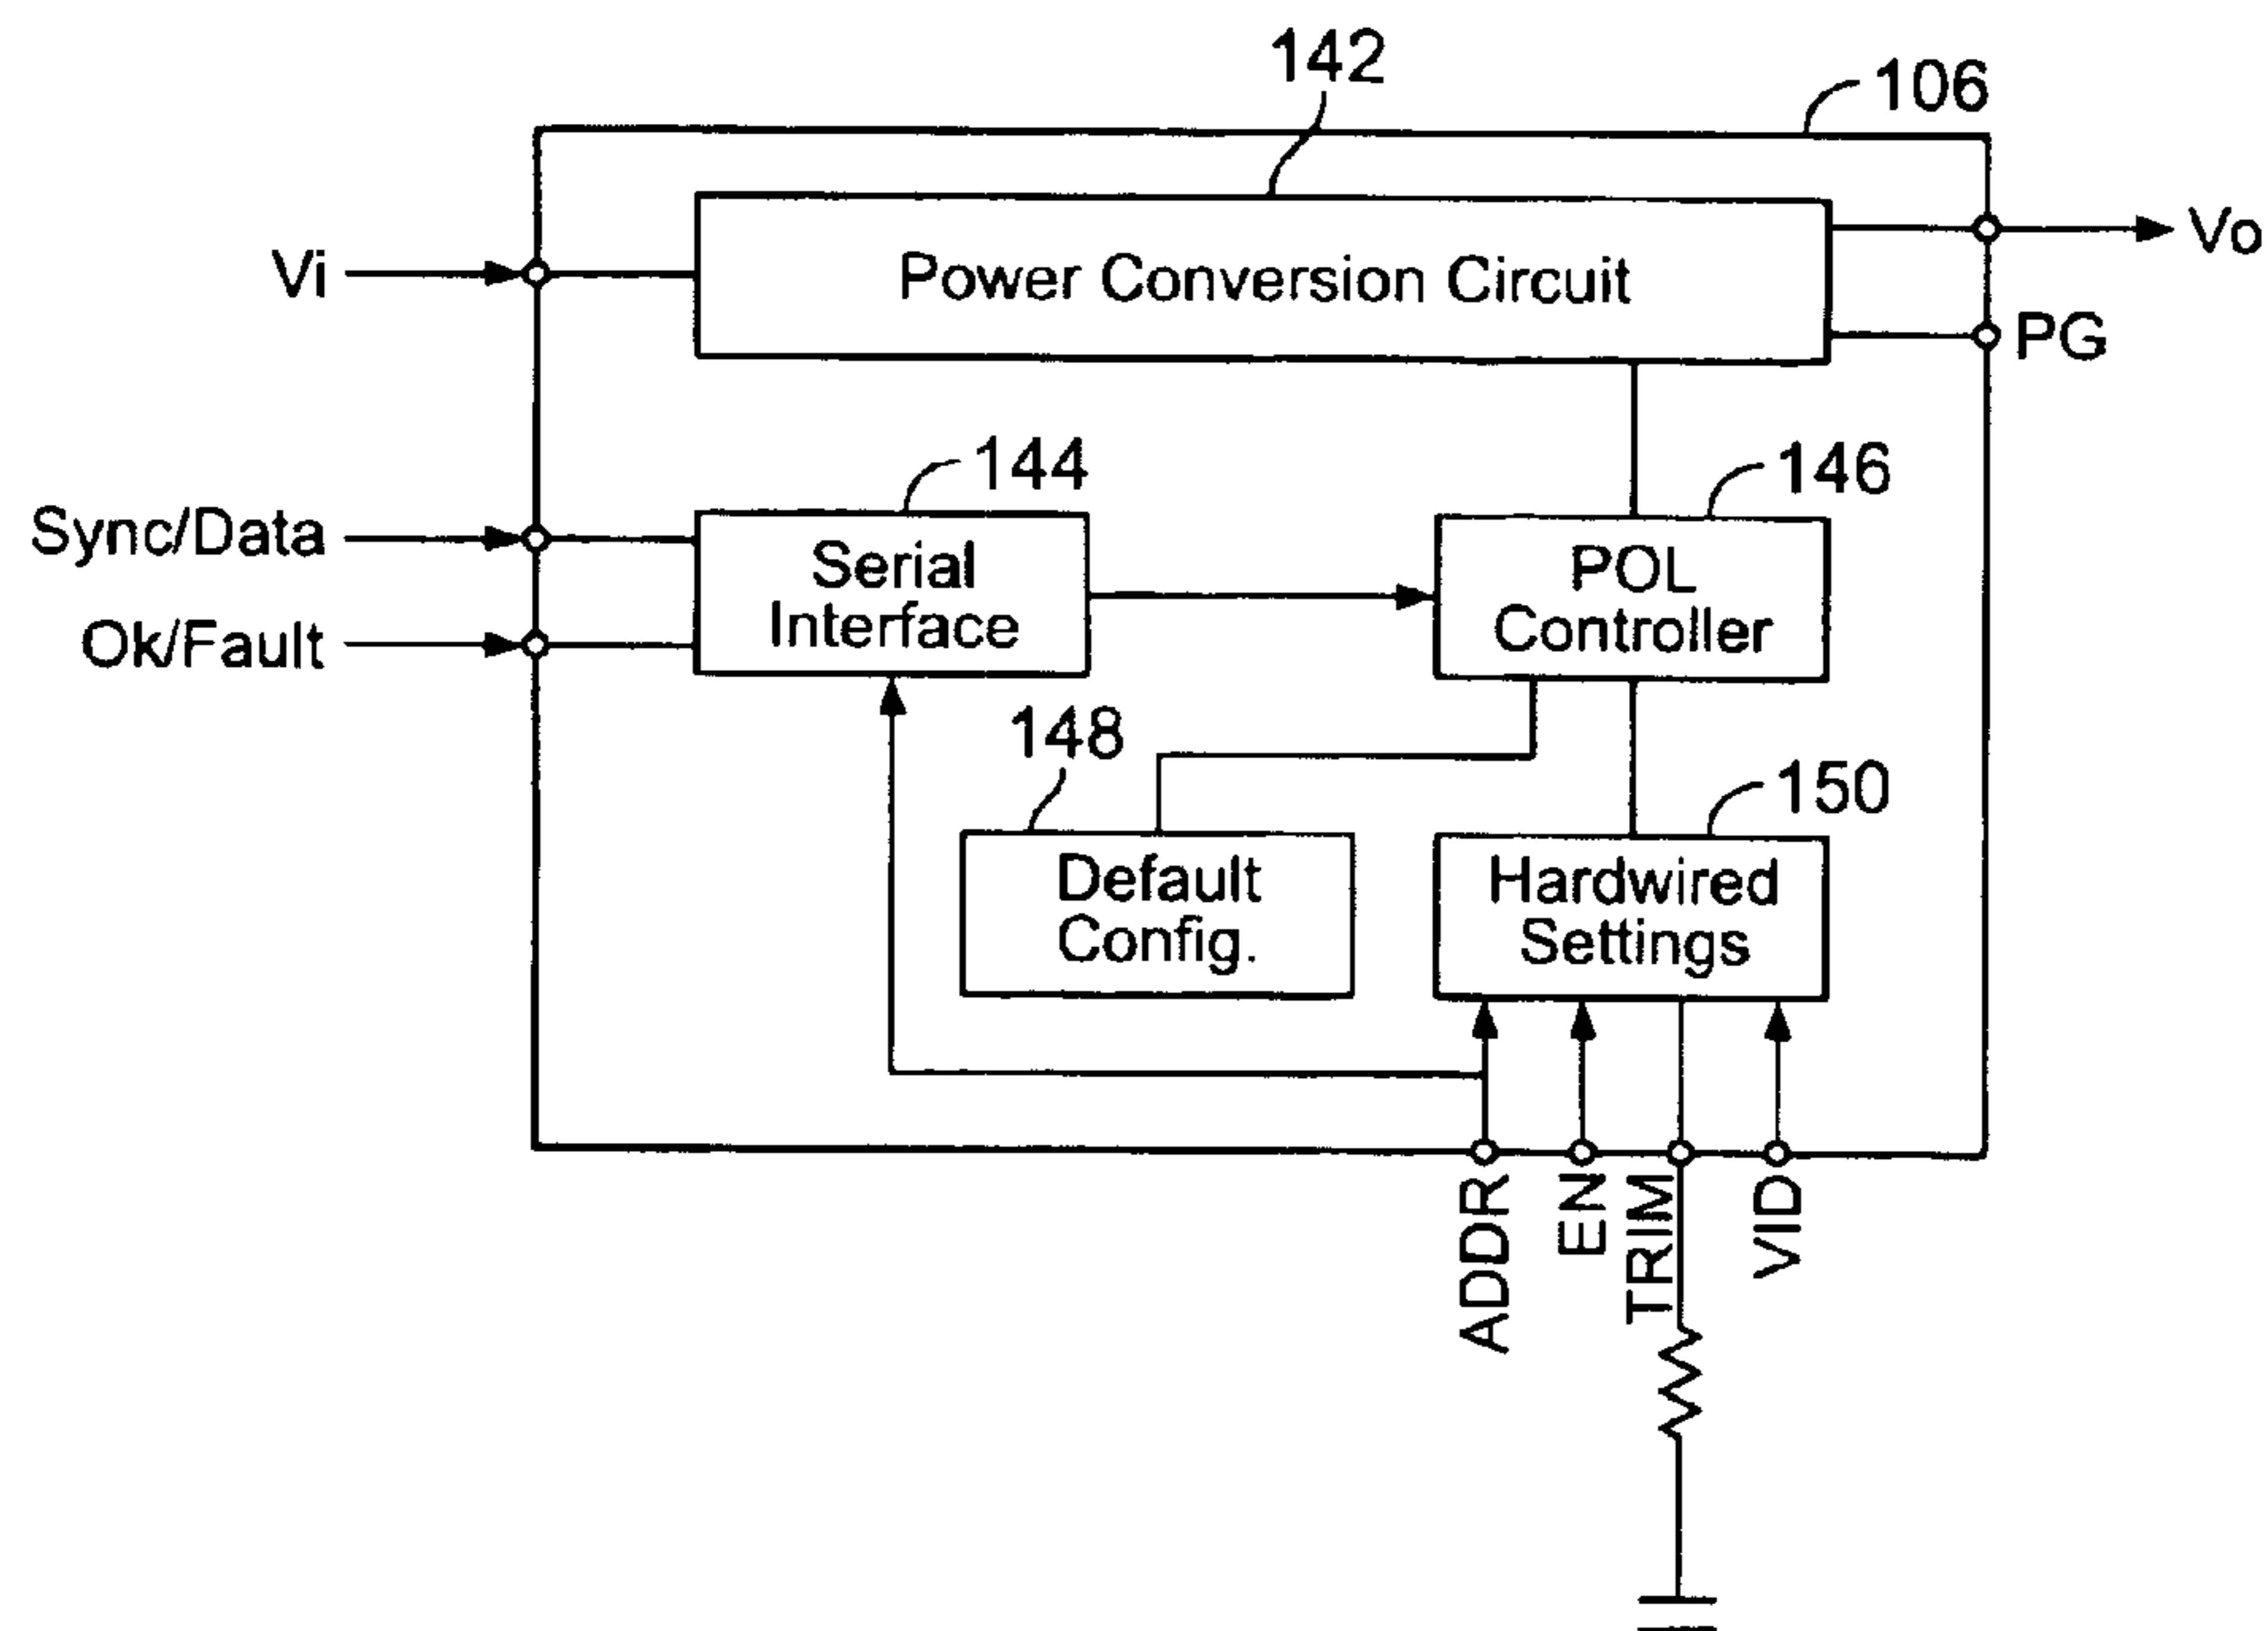 142
106
Vi
Power Conversion Circuit
Vo
PG
144
146
Sync/Data
Serial
Interface
POL
Controller
Ok/Fault
148
150
Default
Config.
Hardwired
Settings
ADDR
EN
TRIM
VID